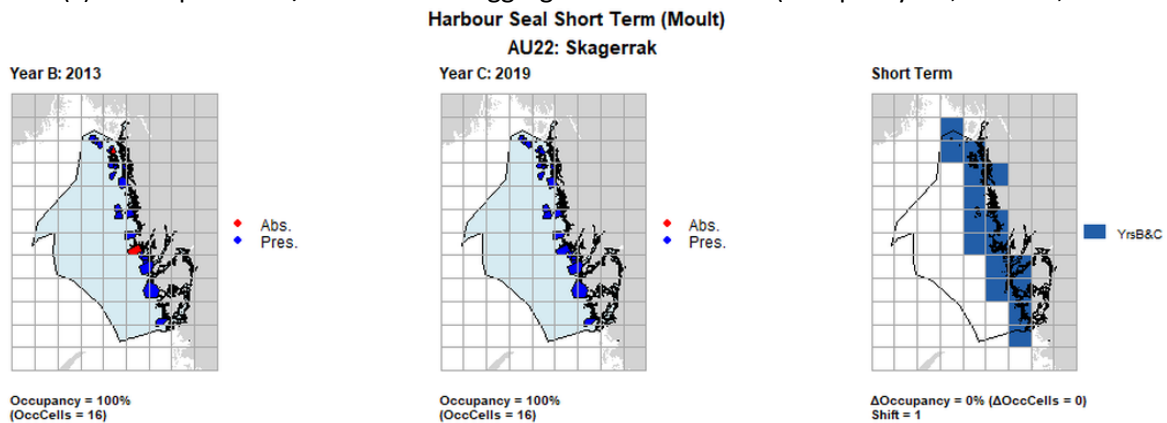 Harbour Seal Short Term (Moult)
AU22: Skagerrak
Year B: 2013
Year C: 2019
Short Term
Abs.
Pres.
Abs.
Pres.
YrsB&C
Occupancy = 100%
(OccCells = 16)
Occupancy = 100%
(OccCells = 16)
ΔOccupancy = 0% (ΔOccCells = 0)
Shift = 1